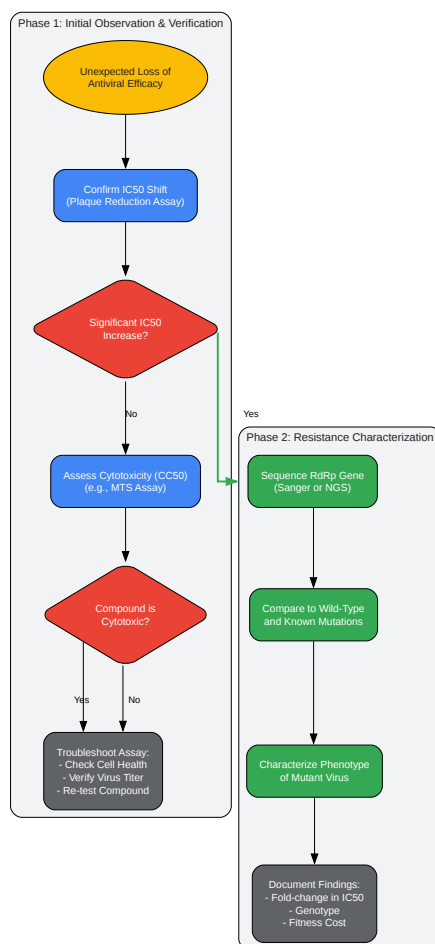 Phase 1: Initial Observation & Verification
Unexpected Loss of
Antiviral Efficacy
Confirm IC50 Shift
(Plaque Reduction Assay)
Significant IC50
Increase?
No
Yes
Assess Cytotoxicity (CC50)
(e.g., MTS Assay)
Compound is
Cytotoxic?
Yes
No
Troubleshoot Assay:
- Check Cell Health
- Verify Virus Titer
- Re-test Compound
Phase 2: Resistance Characterization
Sequence RdRp Gene
(Sanger or NGS)
Compare to Wild-Type
and Known Mutations
Characterize Phenotype
of Mutant Virus
Document Findings:
- Fold-change in IC50
- Genotype
- Fitness Cost